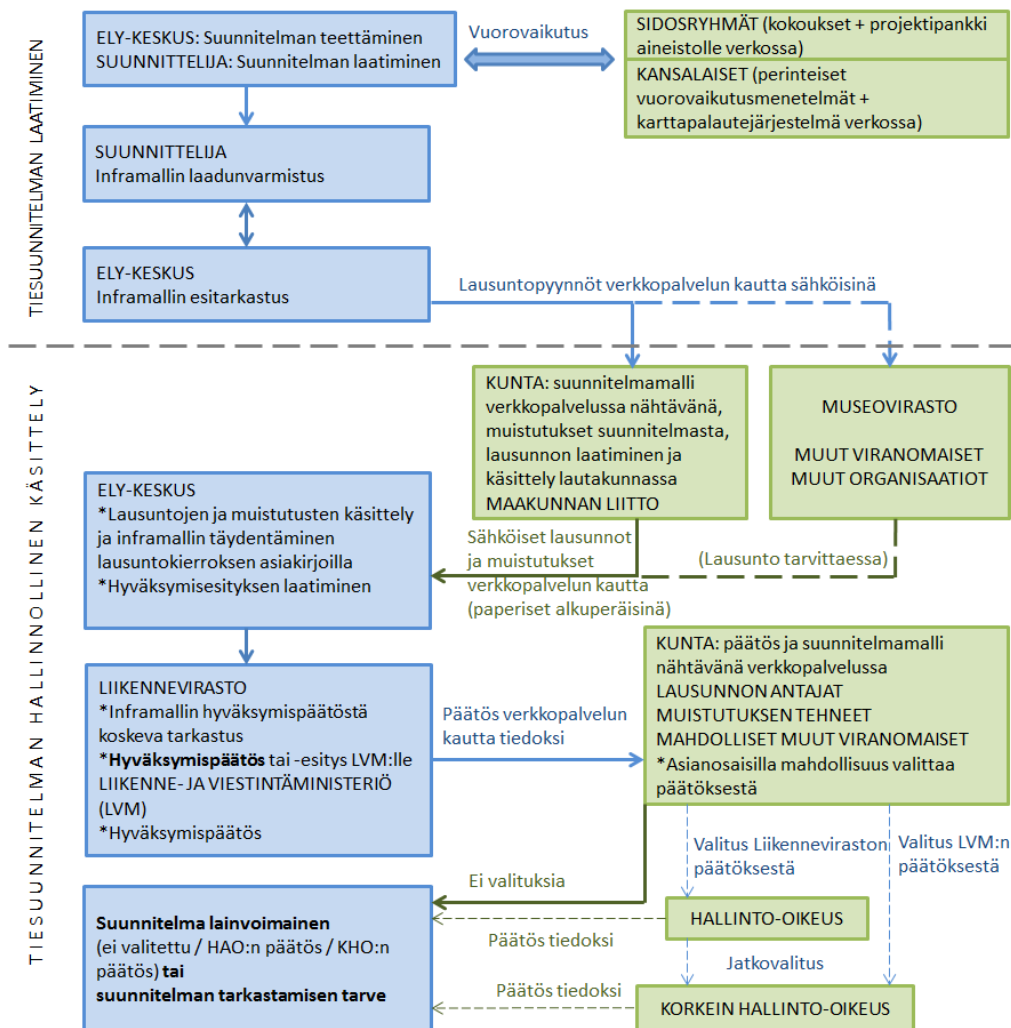 TIESUUNNITELMAN LAATIMINEN
ELY-KESKUS: Suunnitelman teettäminen
SUUNNITTELIJA: Suunnitelman laatiminen
Vuorovaikutus
SIDOSRYHMÄT (kokoukset + projektipankki
aineistolle verkossa)
KANSALAISET (perinteiset
vuorovaikutusmenetelmät +
karttapalautejärjestelmä verkossa)
SUUNNITTELIJA
Inframallin laadunvarmistus
ELY-KESKUS
Inframallin esitarkastus
Lausuntopyynnöt verkkopalvelun kautta sähköisinä
TIESUUNNITELMAN HALLINNOLLINEN KÄSITTELY
KUNTA: suunnitelmamalli
verkkopalvelussa nähtävänä,
muistutukset suunnitelmasta,
lausunnon laatiminen ja
käsittely lautakunnassa
MAAKUNNAN LIITTO
MUSEOVIRASTO
MUUT VIRANOMAISET
MUUT ORGANISAATIOT
ELY-KESKUS
*Lausuntojen ja muistutusten käsittely
ja inframallin täydentäminen
lausuntokierroksen asiakirjoilla
*Hyväksymisesityksen laatiminen
Sähköiset lausunnot
ja muistutukset
verkkopalvelun kautta
(paperiset alkuperäisinä)
(Lausunto tarvittaessa)
LIIKENNEVIRASTO
*Inframallin hyväksymispäätöstä
koskeva tarkastus
*Hyväksymispäätös tai -esitys LVM:lle
LIIKENNE- JA VIESTINTÄMINISTERIÖ
(LVM)
*Hyväksymispäätös
Päätös verkkopalvelun
kautta tiedoksi
KUNTA: päätös ja suunnitelmamalli
nähtävänä verkkopalvelussa
LAUSUNNON ANTAJAT
MUISTUTUKSEN TEHNEET
MAHDOLLISET MUUT VIRANOMAISET
*Asianosaisilla mahdollisuus valittaa
päätöksestä
Valitus Liikenneviraston
päätöksestä
Valitus LVM:n
päätöksestä
Ei valituksia
Suunnitelma lainvoimainen
(ei valitettu / HAO:n päätös / KHO:n
päätös) tai
suunnitelman tarkastamisen tarve
HALLINTO-OIKEUS
Päätös tiedoksi
Jatkovalitus
Päätös tiedoksi
KORKEIN HALLINTO-OIKEUS